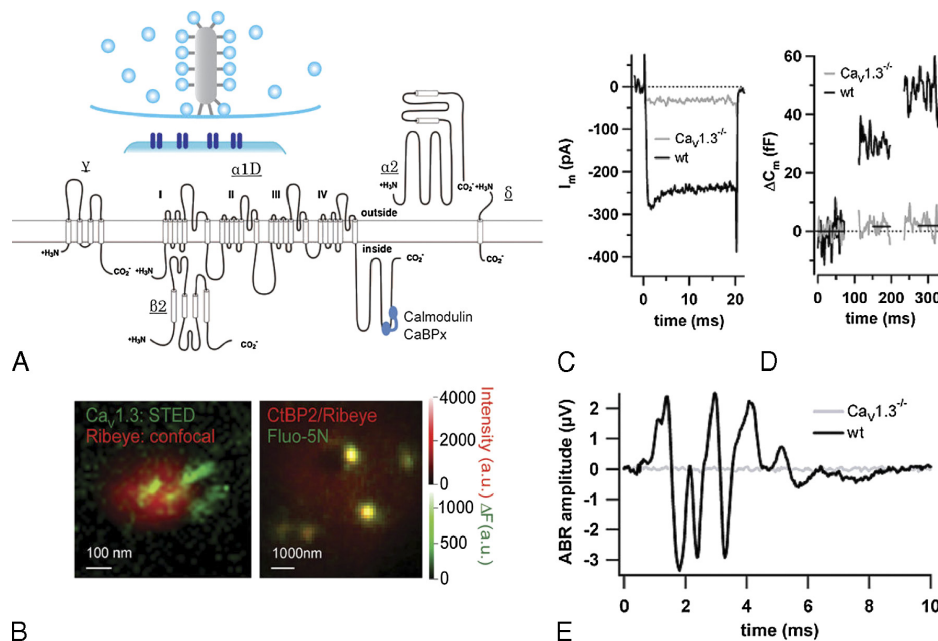 γ
α1D
α2
δ
I II III IV
+H3N
CO2-
+H3N
CO2-
+H3N
CO2-+H3N
outside
inside
CO2-
CO2-
β2
+H3N
CO2-
Calmodulin
CaBPx
A
Cav1.3: STED
Ribeye: confocal
100 nm
CtBP2/Ribeye
Fluo-5N
1000nm
4000
2000
0
Intensity (a.u.)
1000
500
0
ΔF(a.u.)
B
0
-100
-200
-300
-400
Im (pA)
Cav1.3-/-
wt
0 10 20
time (ms)
C
60
40
20
0
ΔCm (fF)
Cav1.3-/-
wt
0 100 200 300
time (ms)
D
2
1
0
-1
-2
-3
ABR amplitude (μV)
Cav1.3-/-
wt
0 2 4 6 8 10
time (ms)
E